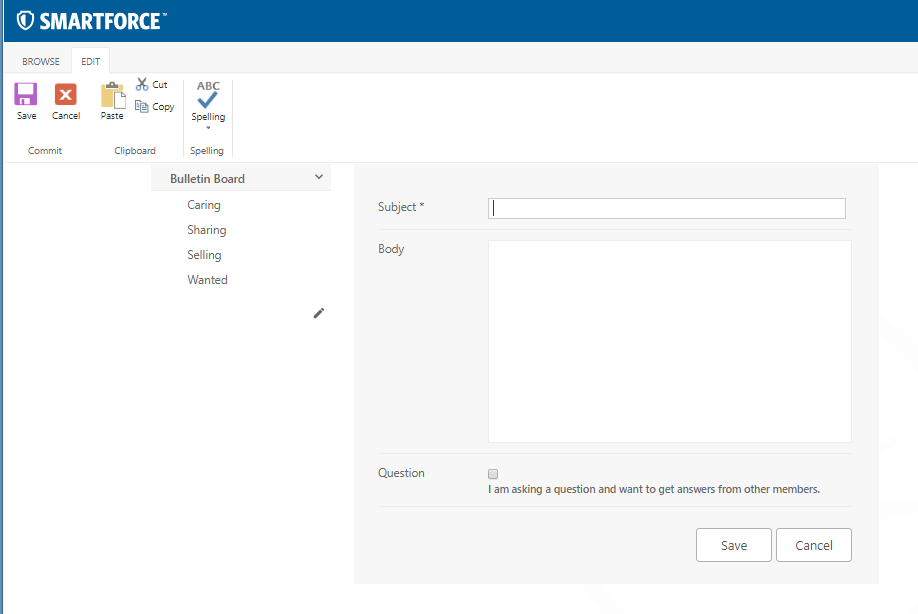 SMARTFORCE™
BROWSE EDIT
Save Cancel Paste Cut Copy ABC Spelling
Commit Clipboard Spelling
Bulletin Board
Caring
Sharing
Selling
Wanted
Subject *
Body
Question
I am asking a question and want to get answers from other members.
Save Cancel